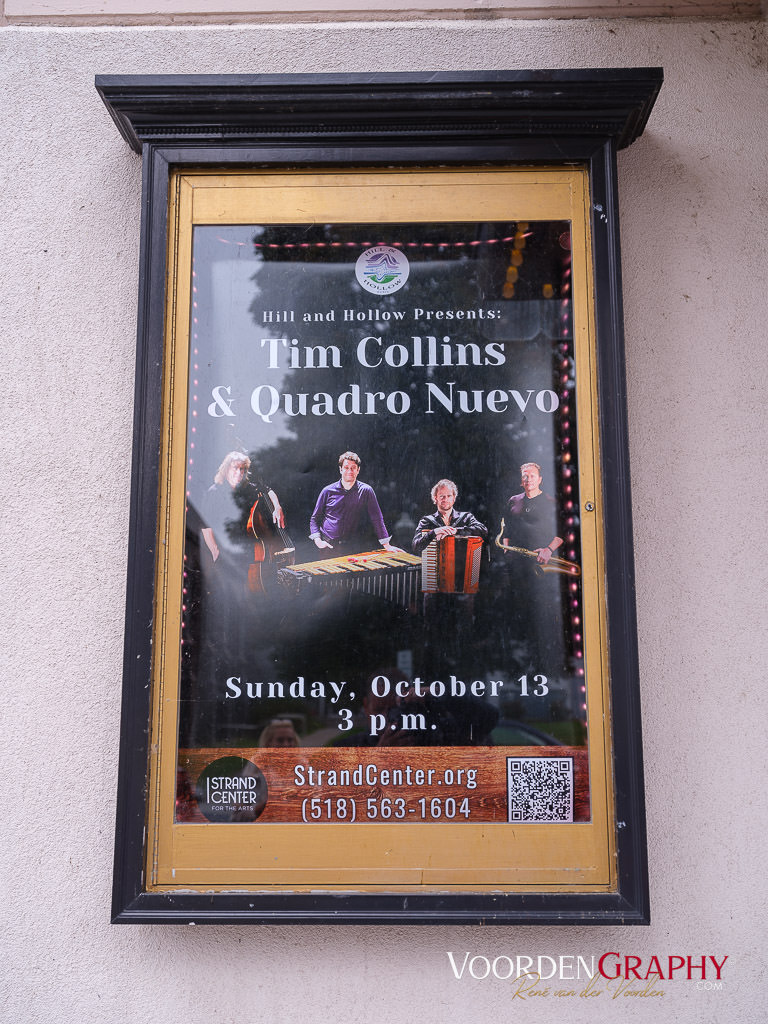 HILL &
HOLLOW
Hill and Hollow Presents:
Tim Collins
& Quadro Nuevo
Sunday, October 13
3 p.m.
STRAND
CENTER
FOR THE ARTS
StrandCenter.org
(518) 563-1604
VOORDENGRAPHY
.COM
René van der Voorden